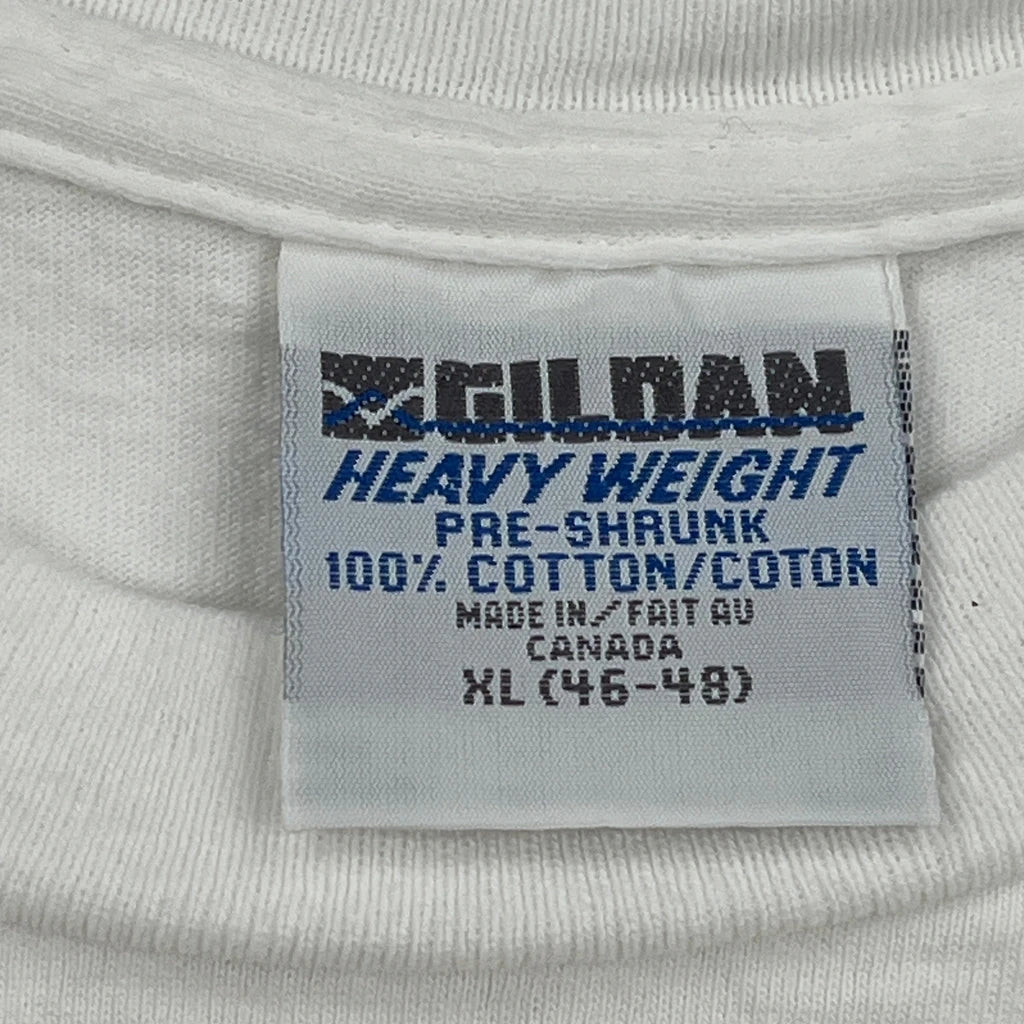 GILDAN
HEAVY WEIGHT
PRE-SHRUNK
100% COTTON/COTON
MADE IN/FAIT AU
CANADA
XL (46-48)